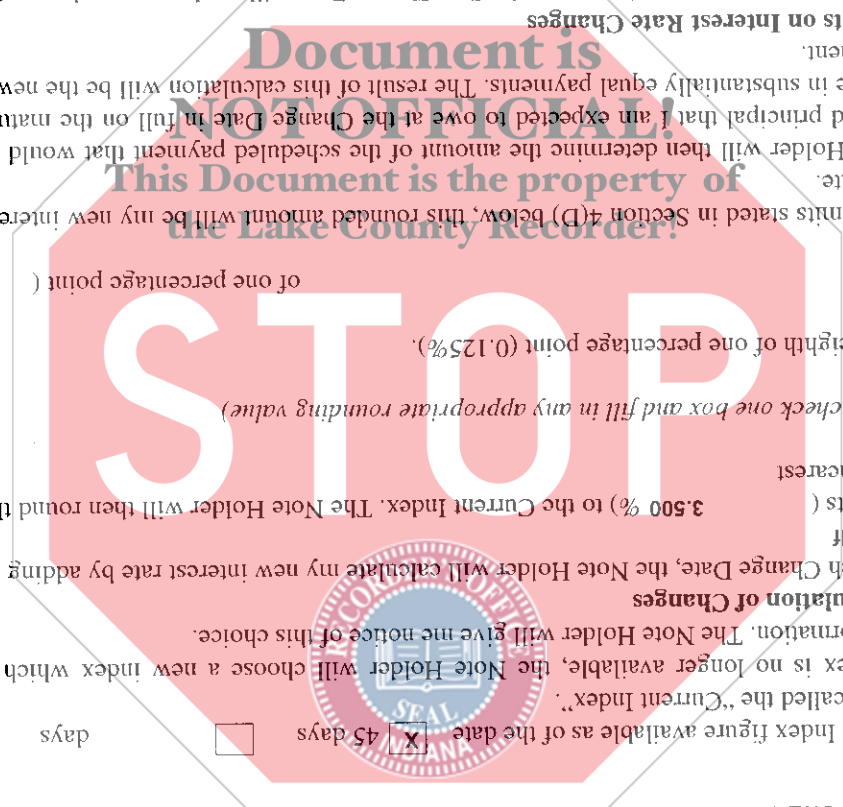 Index figure available as of the date X 45 days days
called the "Current Index".
ex is no longer available, the Note Holder will choose a new index which
ormation. The Note Holder will give me notice of this choice.
ulation of Changes
ch Change Date, the Note Holder will calculate my new interest rate by adding
lf
ts ( 3.500 %) to the Current Index. The Note Holder will then round th
nearest
check one box and fill in any appropriate rounding value)
eighth of one percentage point (0.125%).
of one percentage point (
mits stated in Section 4(D) below, this rounded amount will be my new intere
ate.
Holder will then determine the amount of the scheduled payment that would
d principal that I am expected to owe at the Change Date in full on the matu
e in substantially equal payments. The result of this calculation will be the new
ment.
ts on Interest Rate Changes
Document is
NOT OFFICIAL!
This Document is the property of
the Lake County Recorder!
STOP
RECORDER'S OFFICE
SEAL
INDIANA